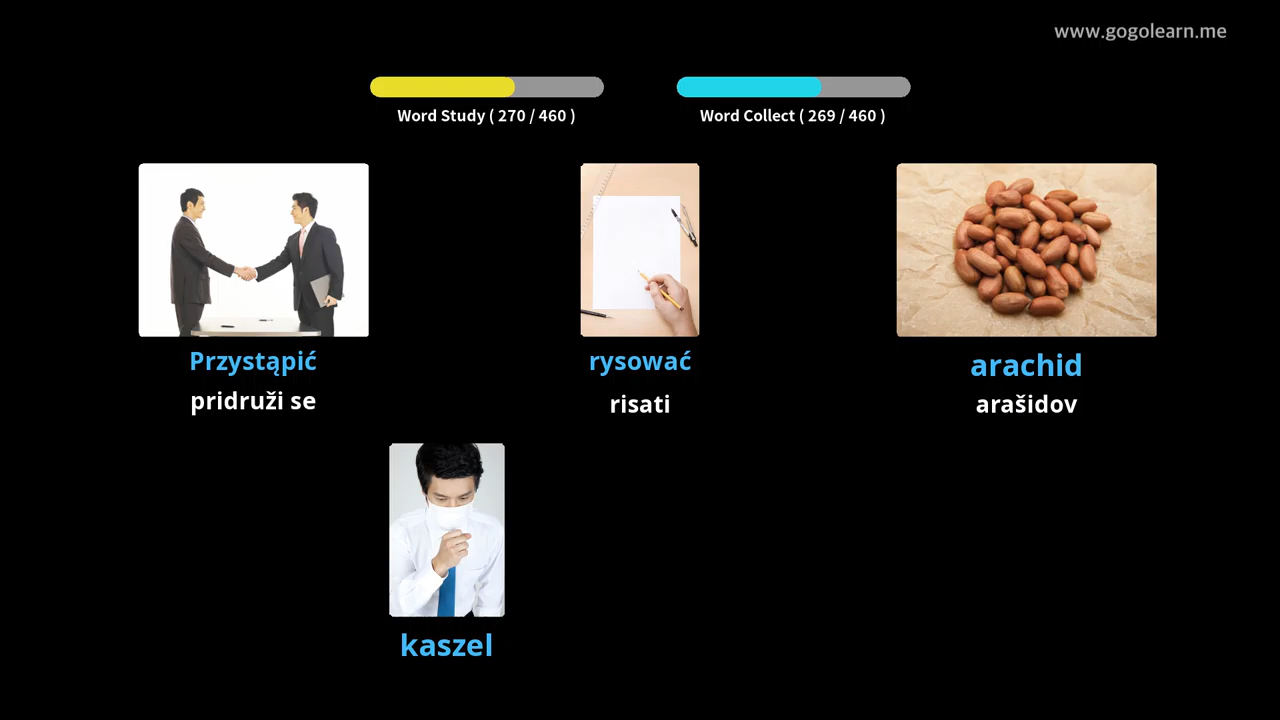 www.gogolearn.me
Word Study ( 270 / 460 )
Word Collect ( 269 / 460 )
Przystąpić
rysować
arachid
pridruži se
risati
arašidov
kaszel